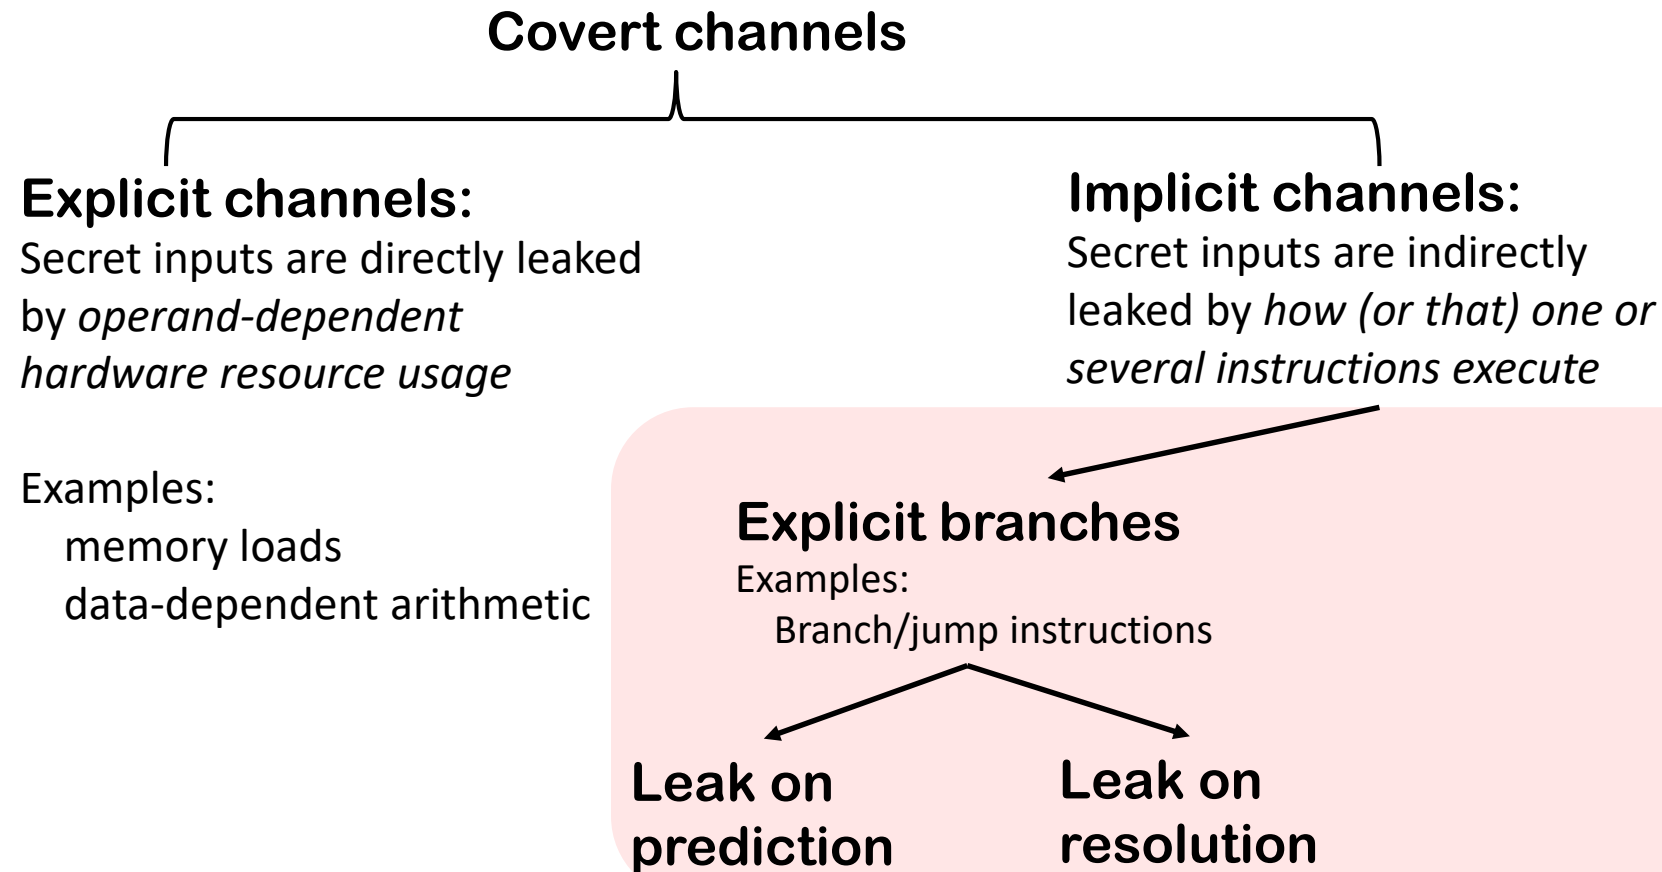 Covert channels
Explicit channels:
Secret inputs are directly leaked
by operand-dependent
hardware resource usage
Examples:
memory loads
data-dependent arithmetic
Implicit channels:
Secret inputs are indirectly
leaked by how (or that) one or
several instructions execute
Explicit branches
Examples:
Branch/jump instructions
Leak on
prediction
Leak on
resolution